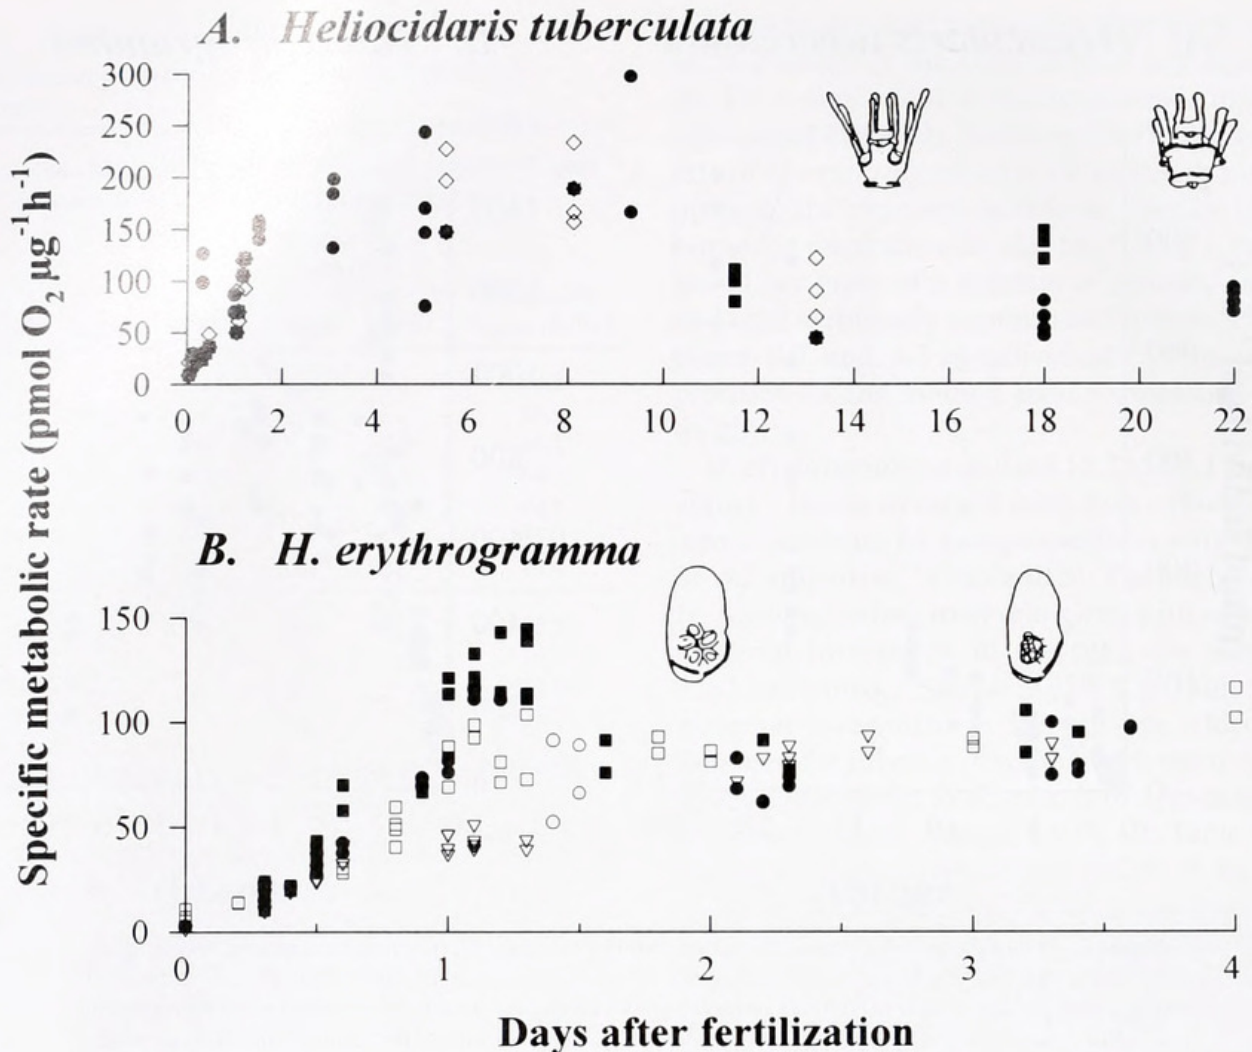 A. Heliocidaris tuberculata
300
250
200
150
100
50
0
0 2 4 6 8 10 12 14 16 18 20 22
Specific metabolic rate (pmol O₂ µg⁻¹h⁻¹)
B. H. erythrogramma
150
100
50
0
0 1 2 3 4
Days after fertilization